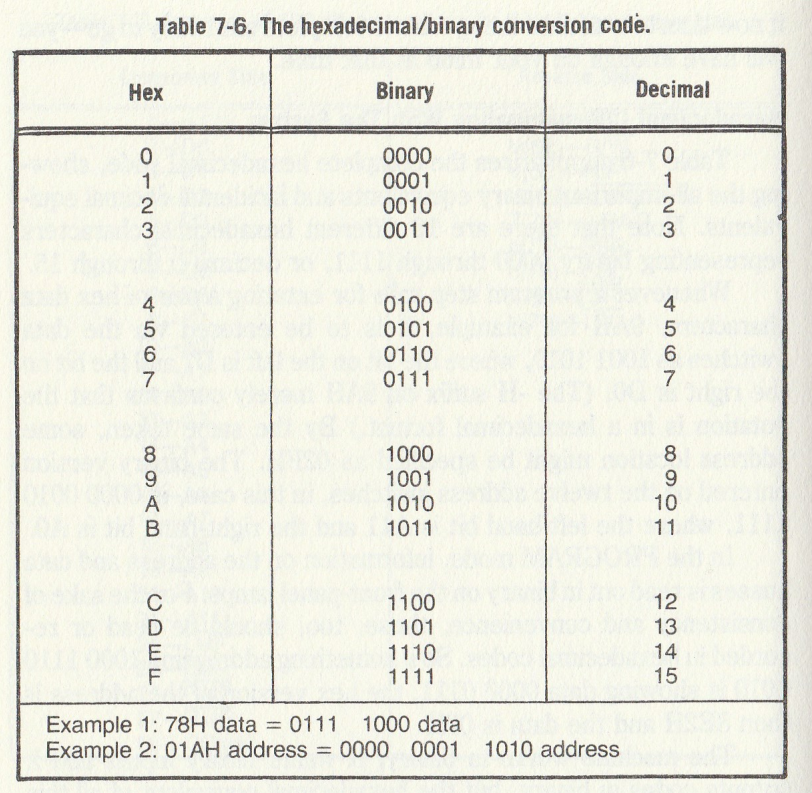 Table 7-6. The hexadecimal/binary conversion code.
Hex Binary Decimal
0 0000 0
1 0001 1
2 0010 2
3 0011 3
4 0100 4
5 0101 5
6 0110 6
7 0111 7
8 1000 8
9 1001 9
A 1010 10
B 1011 11
C 1100 12
D 1101 13
E 1110 14
F 1111 15
Example 1: 78H data = 0111 1000 data
Example 2: 01AH address = 0000 0001 1010 address